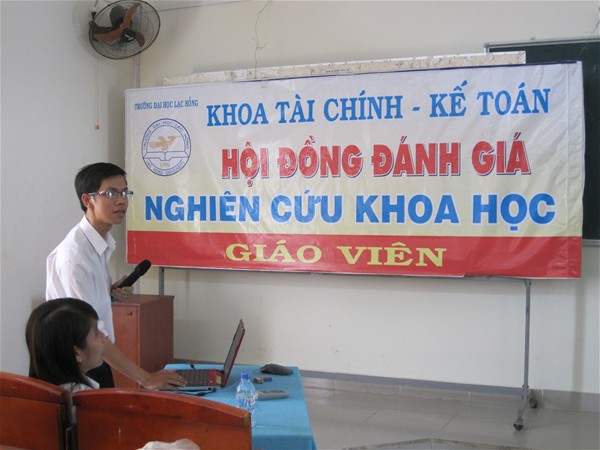 TRƯỜNG ĐẠI HỌC LẠC HỒNG
KHOA TÀI CHÍNH - KẾ TOÁN
HỘI ĐỒNG ĐÁNH GIÁ
NGHIÊN CỨU KHOA HỌC
GIÁO VIÊN